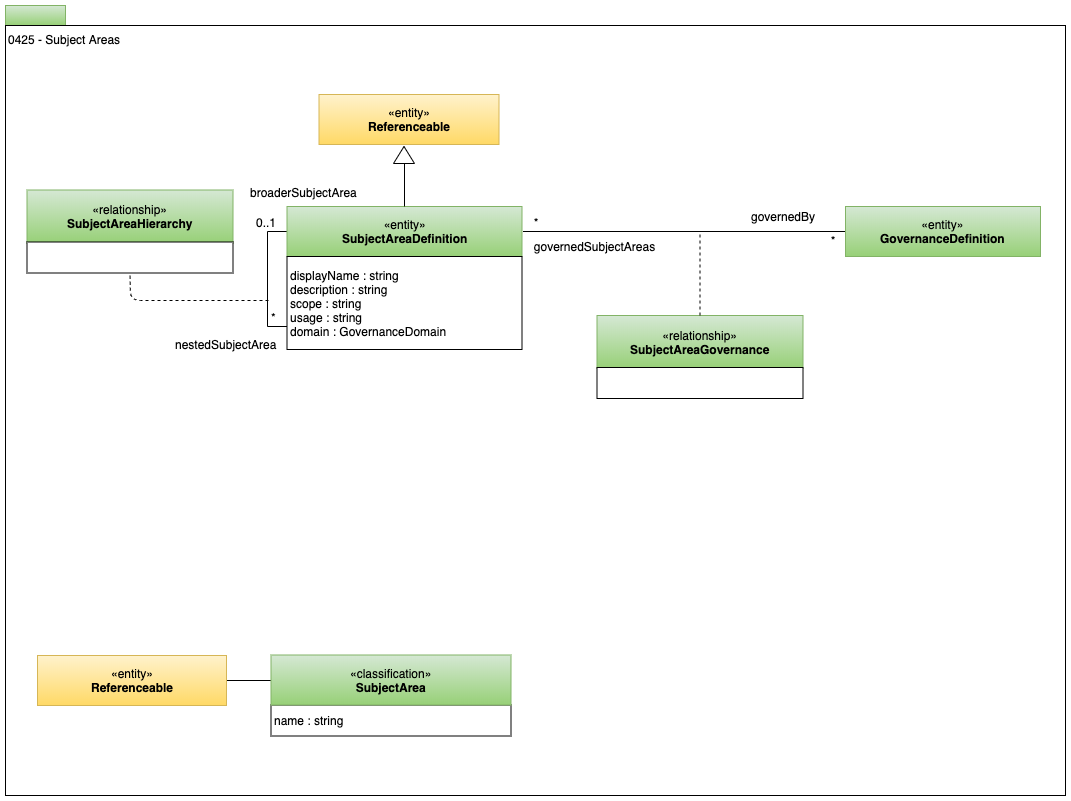 0425 - Subject Areas
«entity»
Referenceable
«relationship»
SubjectAreaHierarchy
broaderSubjectArea
0..1
*
nestedSubjectArea
«entity»
SubjectAreaDefinition
displayName : string
description : string
scope : string
usage : string
domain : GovernanceDomain
*
governedSubjectAreas
governedBy
*
«entity»
GovernanceDefinition
«relationship»
SubjectAreaGovernance
«entity»
Referenceable
«classification»
SubjectArea
name : string